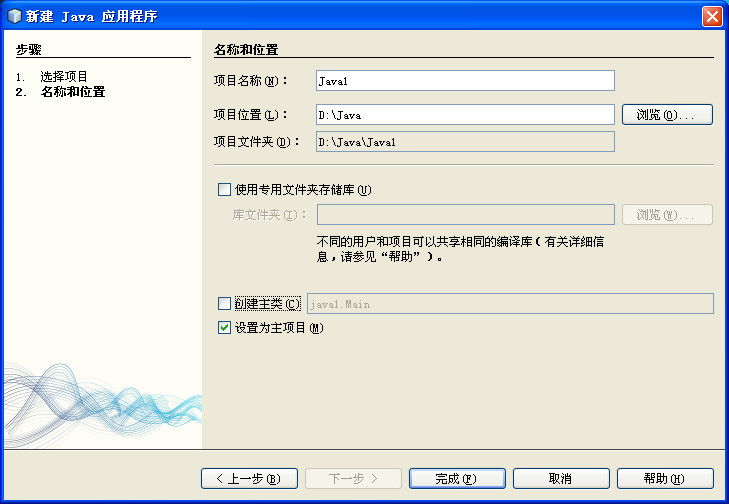 新建 Java 应用程序
步骤
1. 选择项目
2. 名称和位置
名称和位置
项目名称(N)： Java1
项目位置(L)： D:\Java 浏览(O)...
项目文件夹(D)： D:\Java\Java1
使用专用文件夹存储库(U)
库文件夹(I)： 浏览(W)...
不同的用户和项目可以共享相同的编译库(有关详细信
息,请参见“帮助”)。
创建主类(C) java1.Main
设置为主项目(M)
< 上一步(B) 下一步 > 完成(F) 取消 帮助(H)